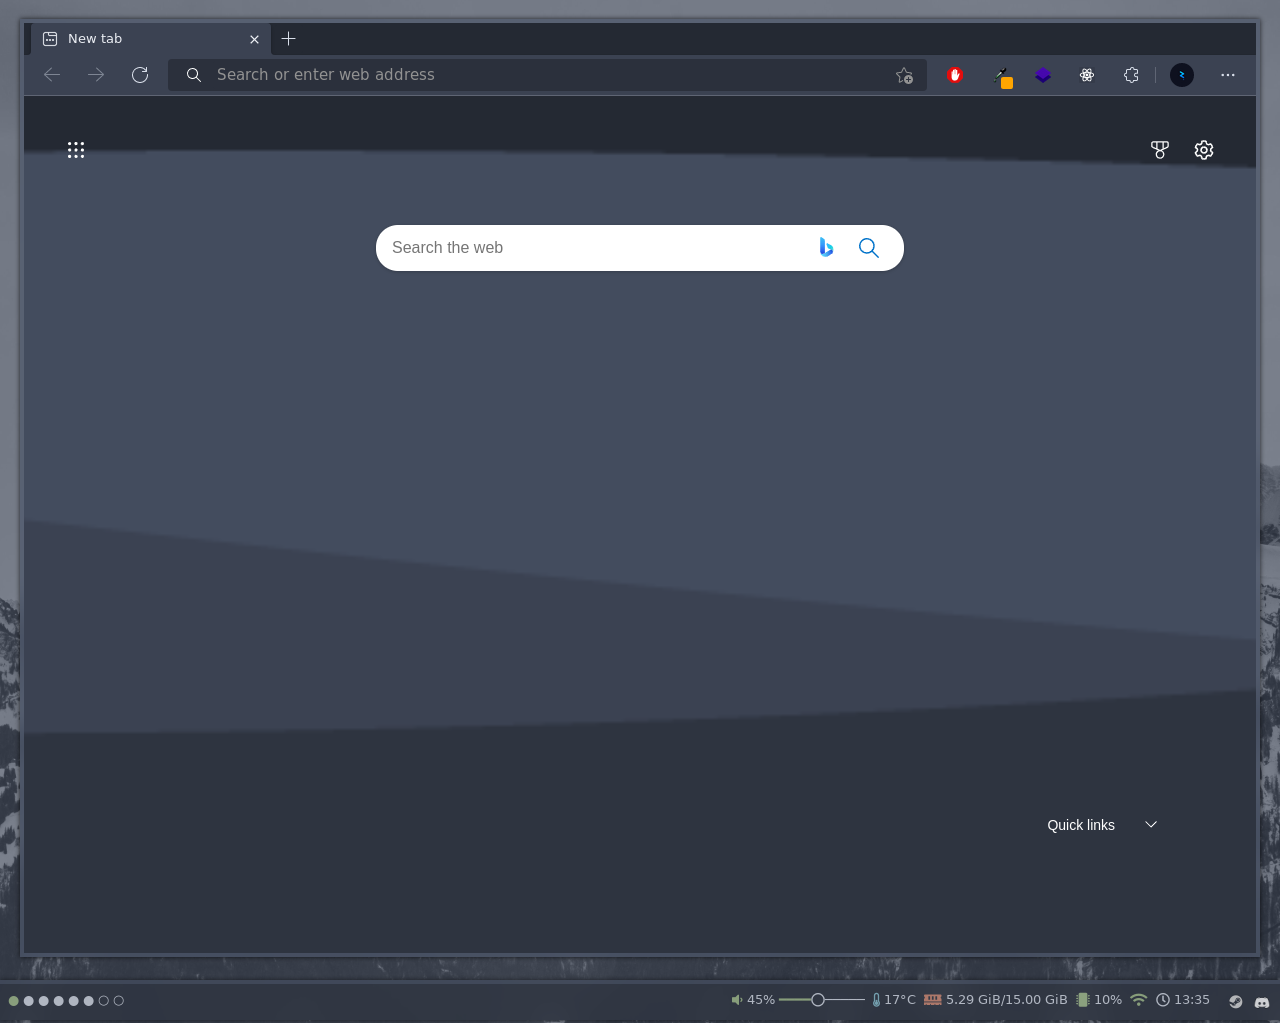 New tab
Search or enter web address
Search the web
Quick links
45% 17°C 5.29 GiB/15.00 GiB 10% 13:35